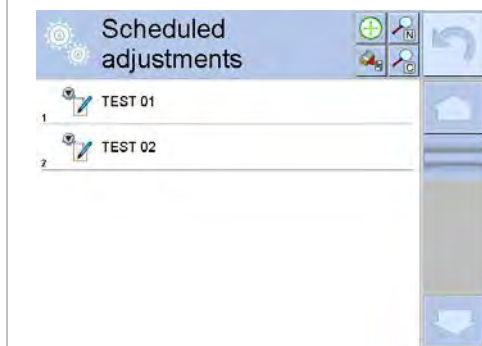 Scheduled
adjustments
N
C
1
TEST 01
2
TEST 02